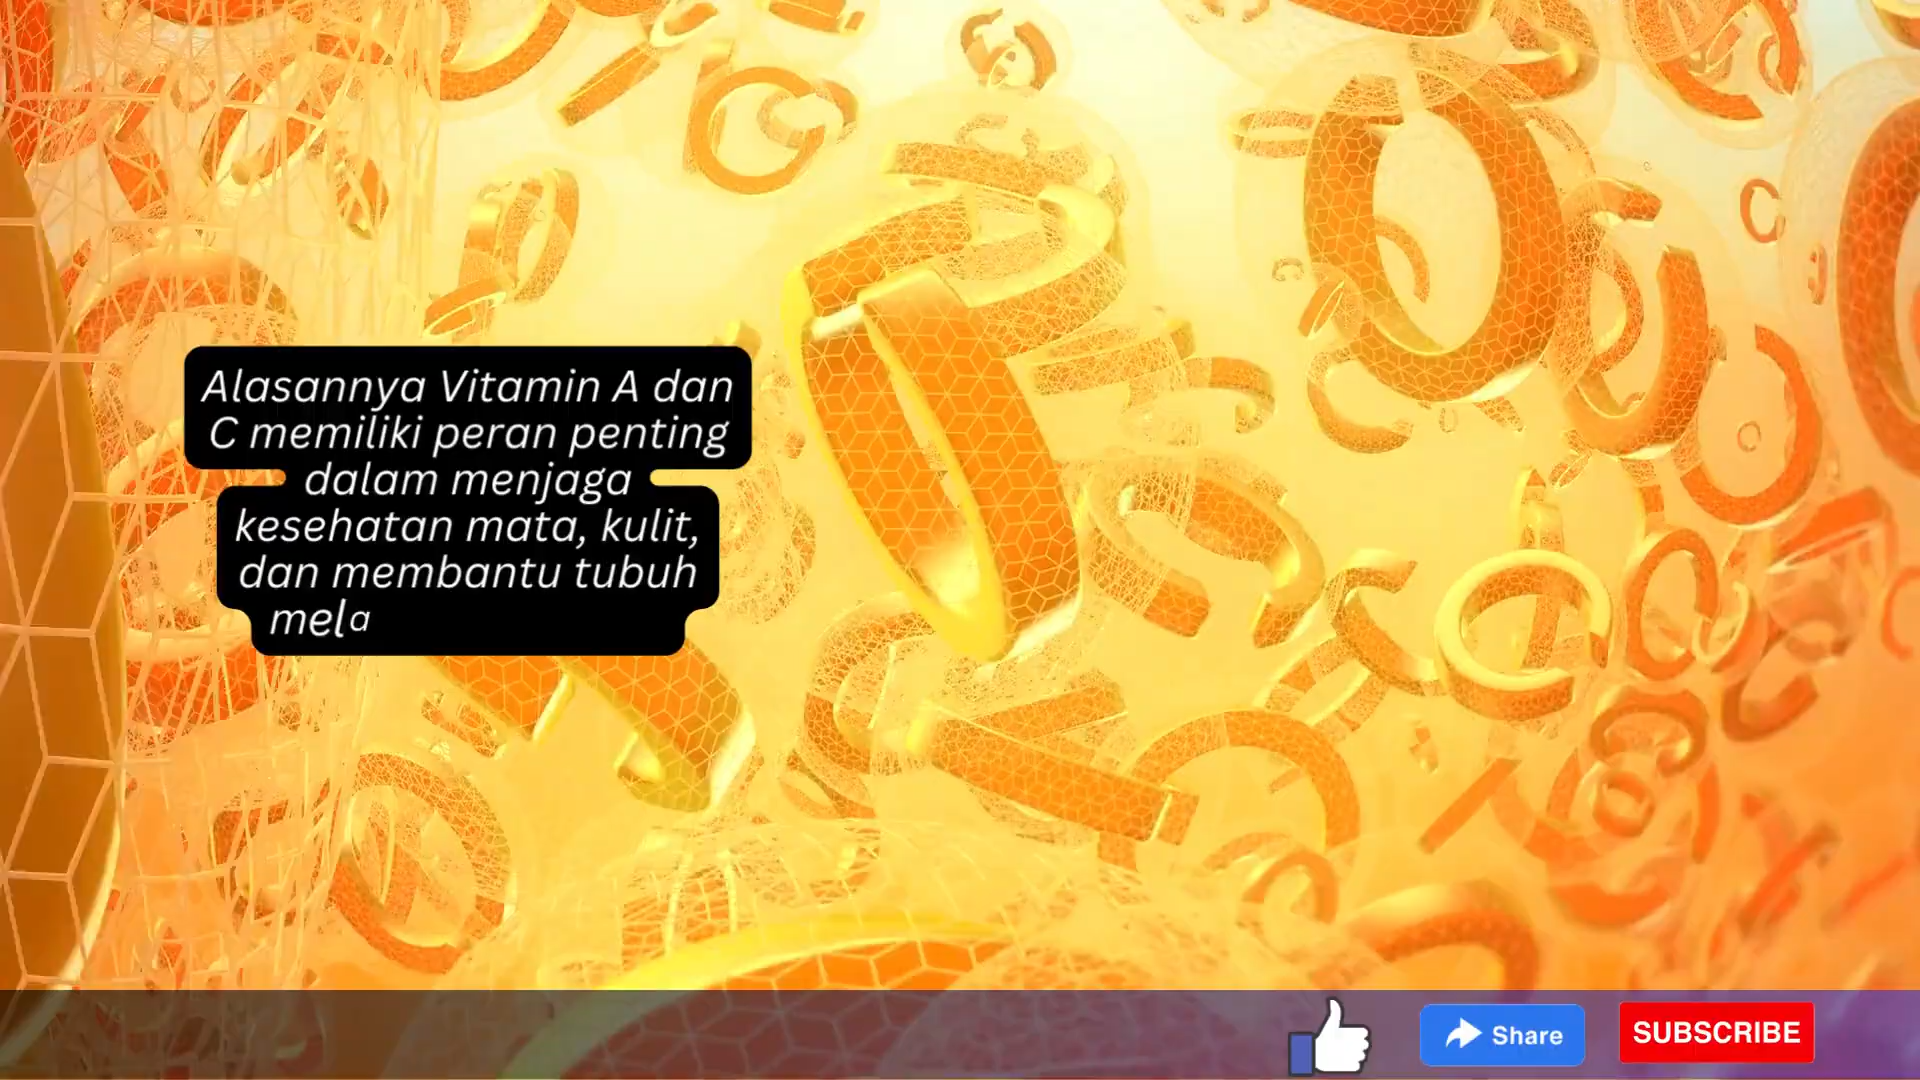 Alasannya Vitamin A dan
C memiliki peran penting
dalam menjaga
kesehatan mata, kulit,
dan membantu tubuh
mela
Share
SUBSCRIBE